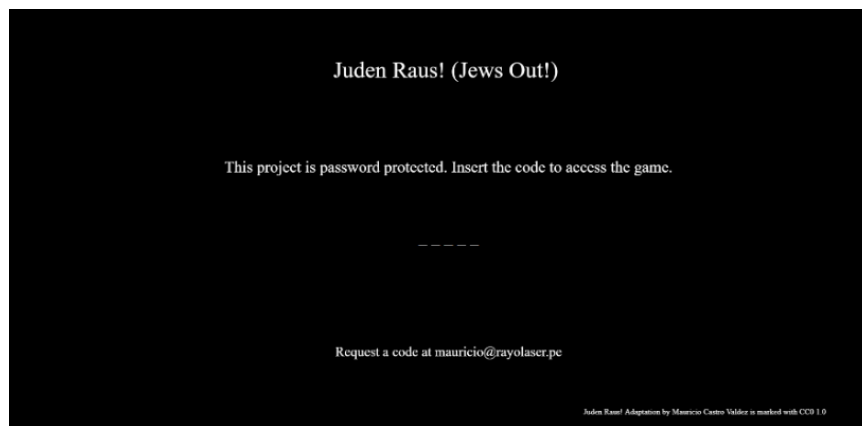 Juden Raus! (Jews Out!)
This project is password protected. Insert the code to access the game.
_ _ _ _ _
Request a code at mauricio@rayolaser.pe
Juden Raus! Adaptation by Mauricio Castro Valdez is marked with CC0 1.0